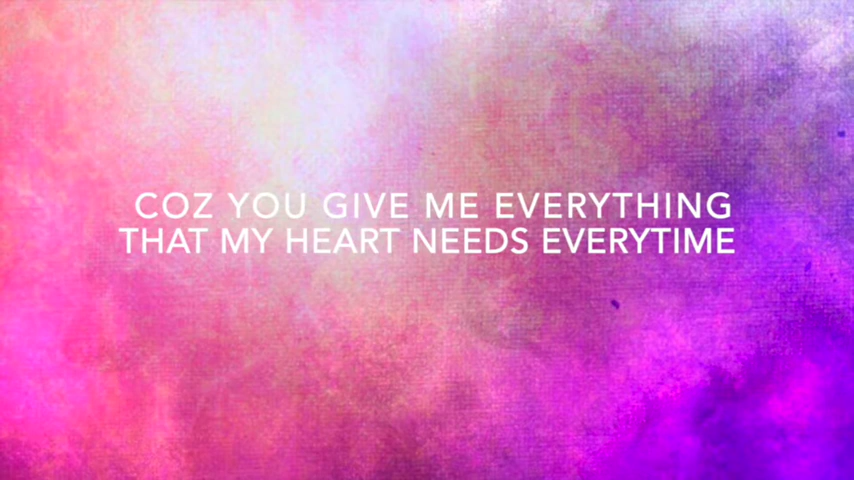 COZ YOU GIVE ME EVERYTHING
THAT MY HEART NEEDS EVERYTIME